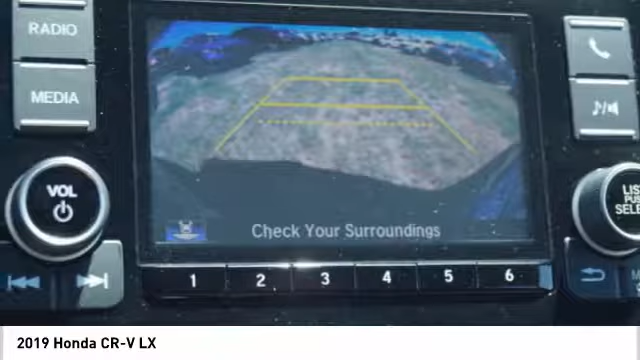 RADIO
MEDIA
VOL
Check Your Surroundings
1 2 3 4 5 6
2019 Honda CR-V LX